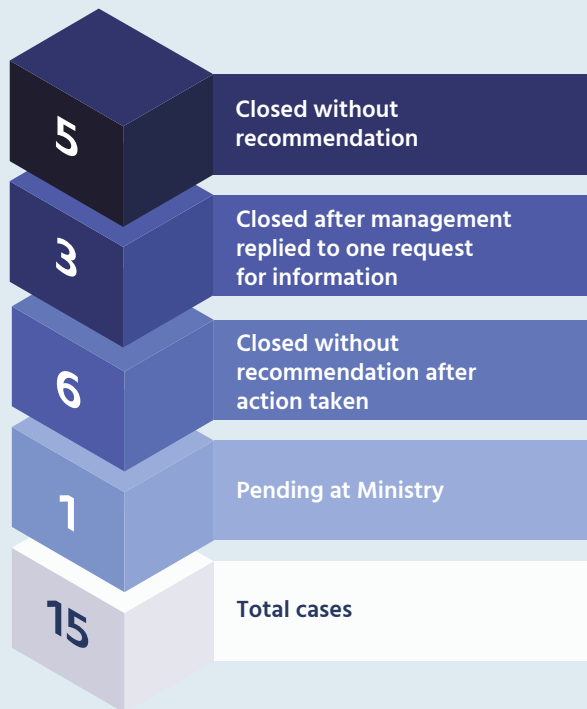 5
Closed without
recommendation
3
Closed after management
replied to one request
for information
6
Closed without
recommendation after
action taken
1
Pending at Ministry
15
Total cases